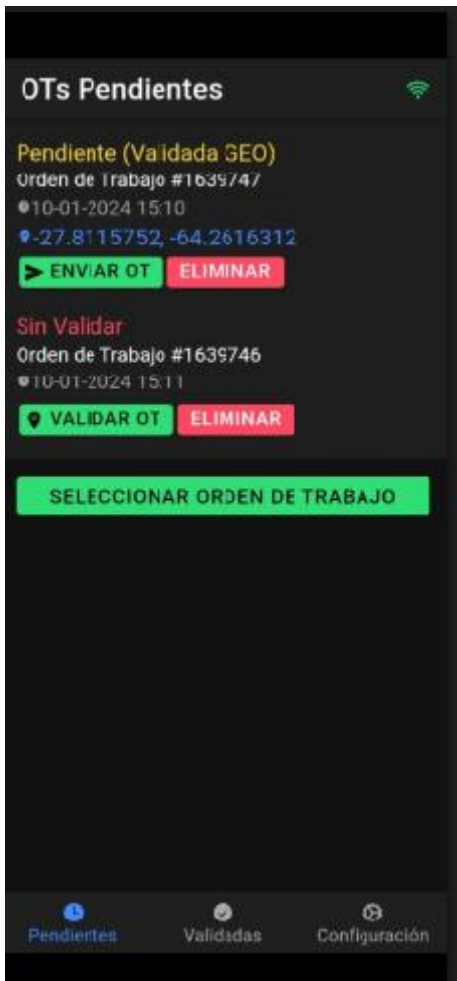 OTs Pendientes
Pendiente (Validada GEO)
Orden de Trabajo #1639747
10-01-2024 15:10
-27.8115752, -64.2616312
ENVIAR OT ELIMINAR
Sin Validar
Orden de Trabajo #1639746
10-01-2024 15:11
VALIDAR OT ELIMINAR
SELECCIONAR ORDEN DE TRABAJO
Pendientes Validadas Configuración